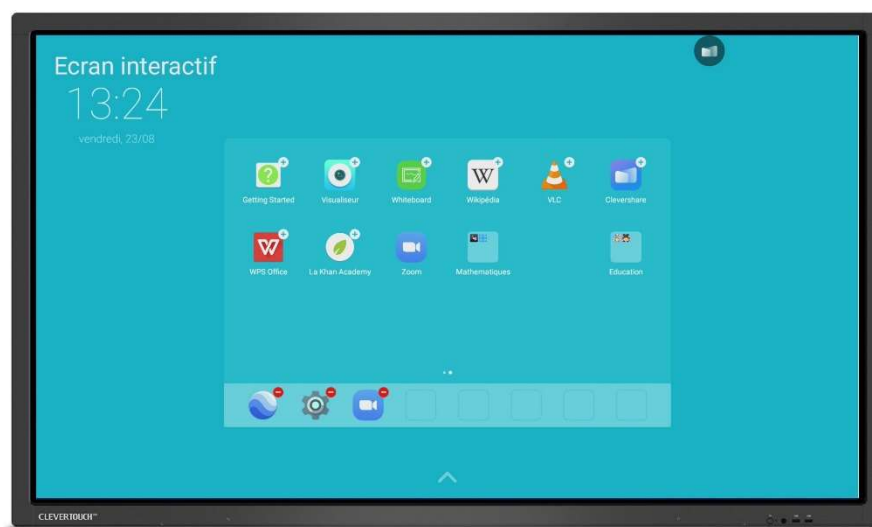 Ecran interactif
13:24
vendredi, 23/08
Getting Started
Visualiseur
Whiteboard
Wikipédia
VLC
Clevershare
WPS Office
La Khan Academy
Zoom
Mathematiques
Education
CLEVERTOUCH™